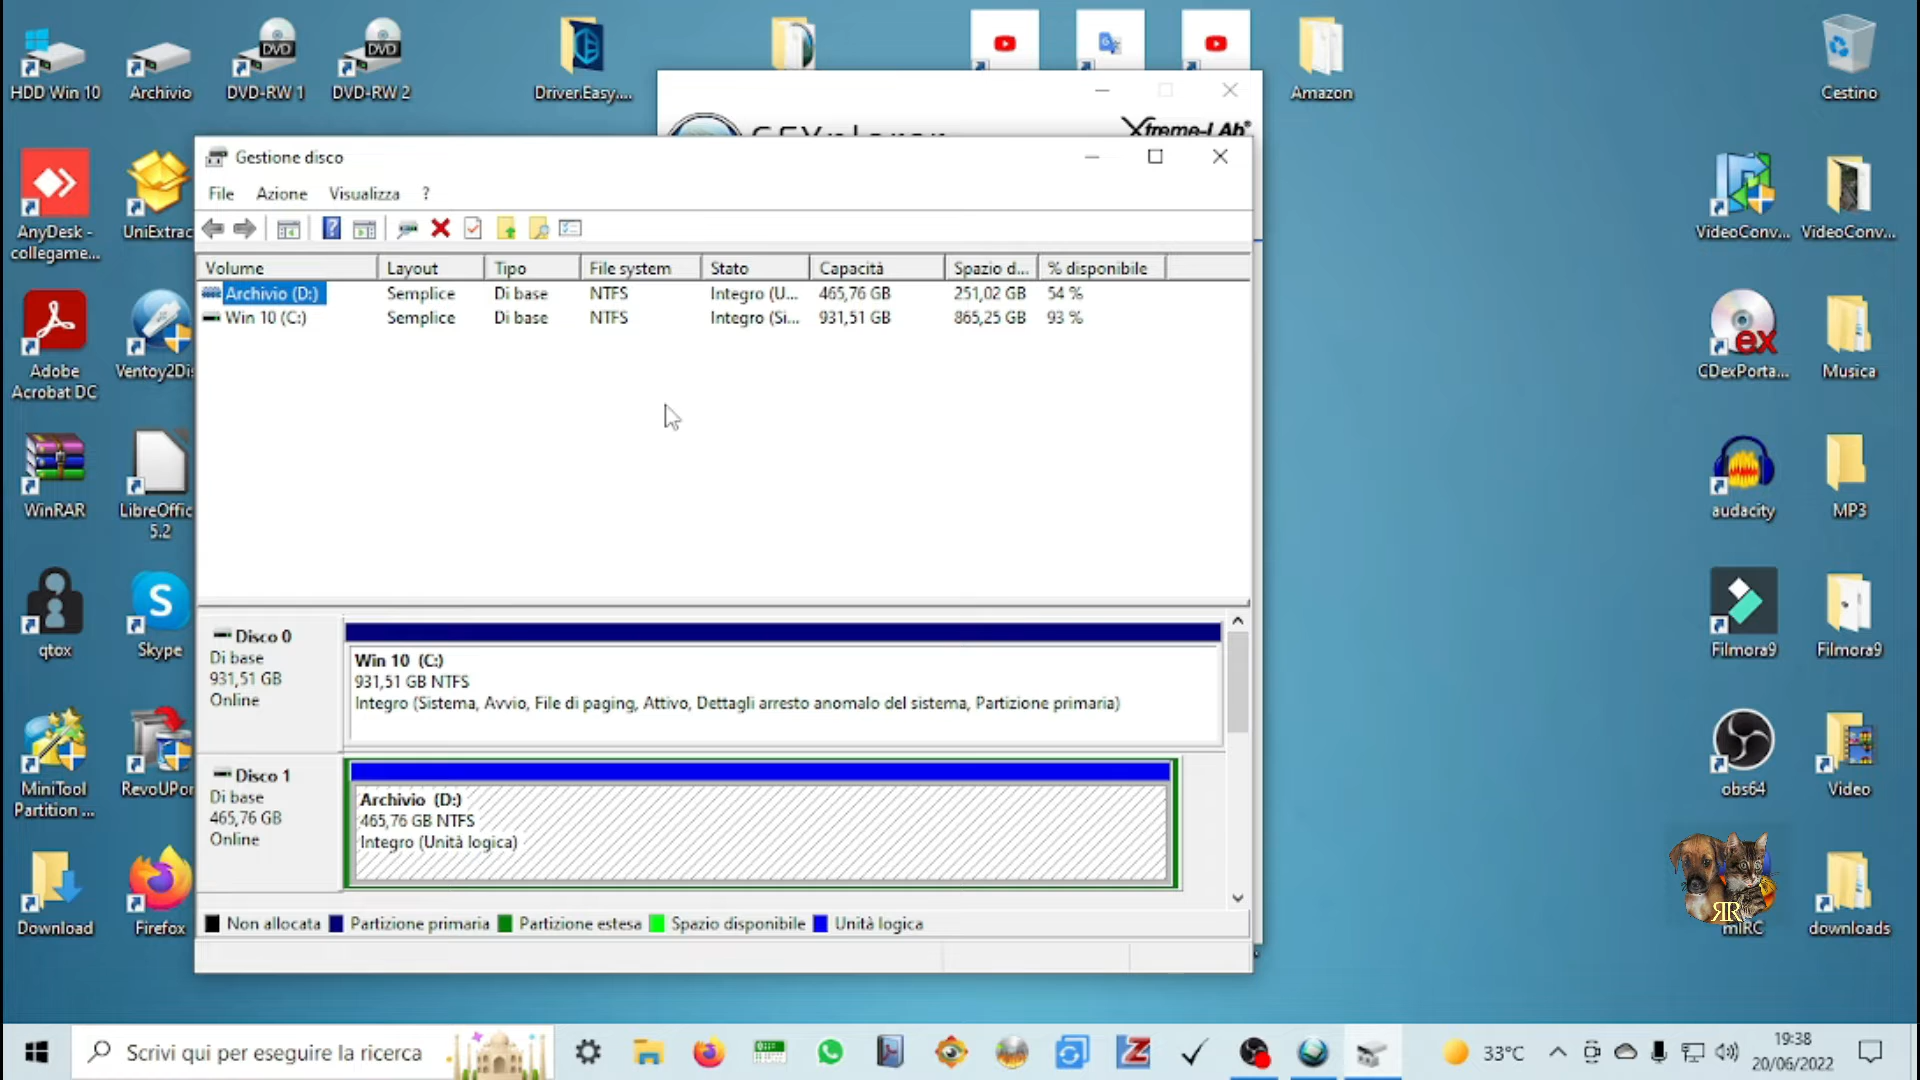 HDD Win 10
Archivio
DVD
DVD-RW 1
DVD
DVD-RW 2
Driver.Easy....
Amazon
Cestino
Xtreme-LAb®
Gestione disco
File Azione Visualizza ?
Volume Layout Tipo File system Stato Capacità Spazio d... % disponibile
Archivio (D:) Semplice Di base NTFS Integro (U... 465,76 GB 251,02 GB 54 %
Win 10 (C:) Semplice Di base NTFS Integro (Si... 931,51 GB 865,25 GB 93 %
AnyDesk -
collegame...
UniExtrac
VideoConv...
VideoConv...
Adobe
Acrobat DC
Ventoy2Di
ex
CDexPorta...
Musica
WinRAR
LibreOffic
5.2
audacity
MP3
qtox
S
Skype
Filmora9
Filmora9
Disco 0
Di base
931,51 GB
Online
Win 10 (C:)
931,51 GB NTFS
Integro (Sistema, Avvio, File di paging, Attivo, Dettagli arresto anomalo del sistema, Partizione primaria)
MiniTool
Partition ...
RevoUPor
obs64
Video
Disco 1
Di base
465,76 GB
Online
Archivio (D:)
465,76 GB NTFS
Integro (Unità logica)
Download
Firefox
RR
mIRC
downloads
Non allocata Partizione primaria Partizione estesa Spazio disponibile Unità logica
Scrivi qui per eseguire la ricerca
Z
33°C
19:38
20/06/2022